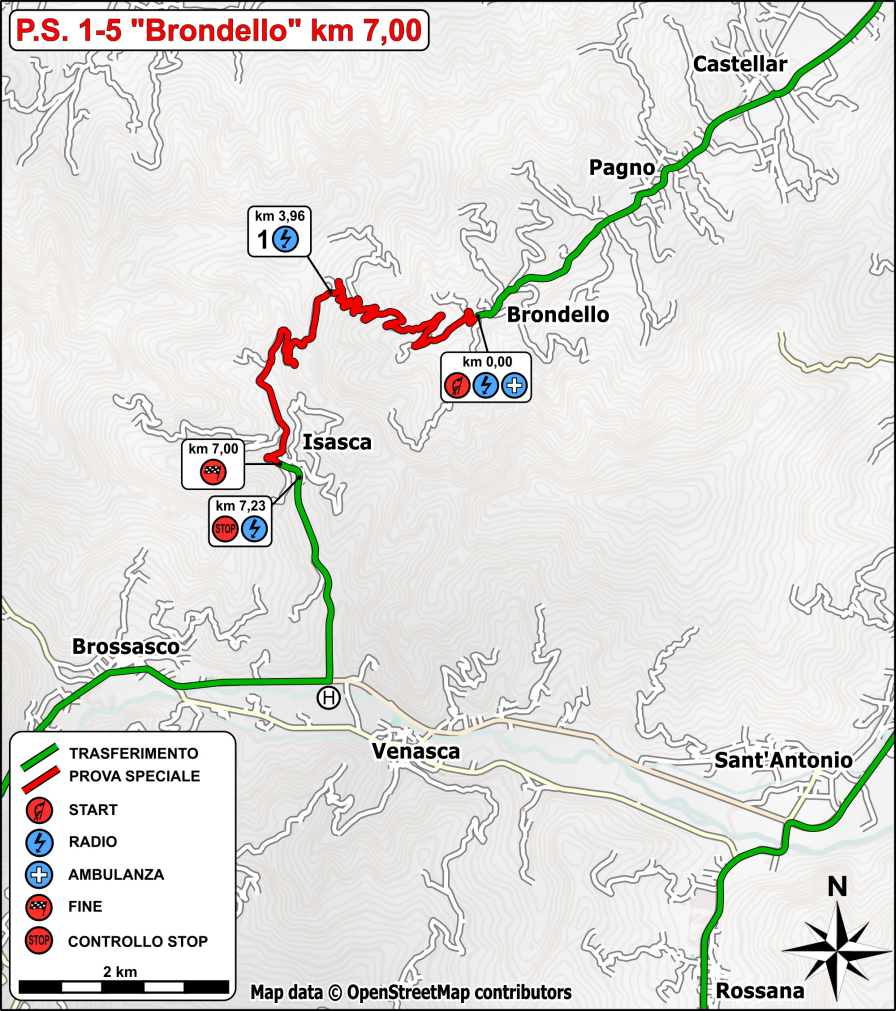 P.S. 1-5 "Brondello" km 7,00
Castellar
Pagno
km 3,96
1
Brondello
km 0,00
Isasca
km 7,00
km 7,23
STOP
Brossasco
H
Venasca
Sant'Antonio
TRASFERIMENTO
PROVA SPECIALE
START
RADIO
AMBULANZA
FINE
STOP CONTROLLO STOP
2 km
N
Map data © OpenStreetMap contributors
Rossana